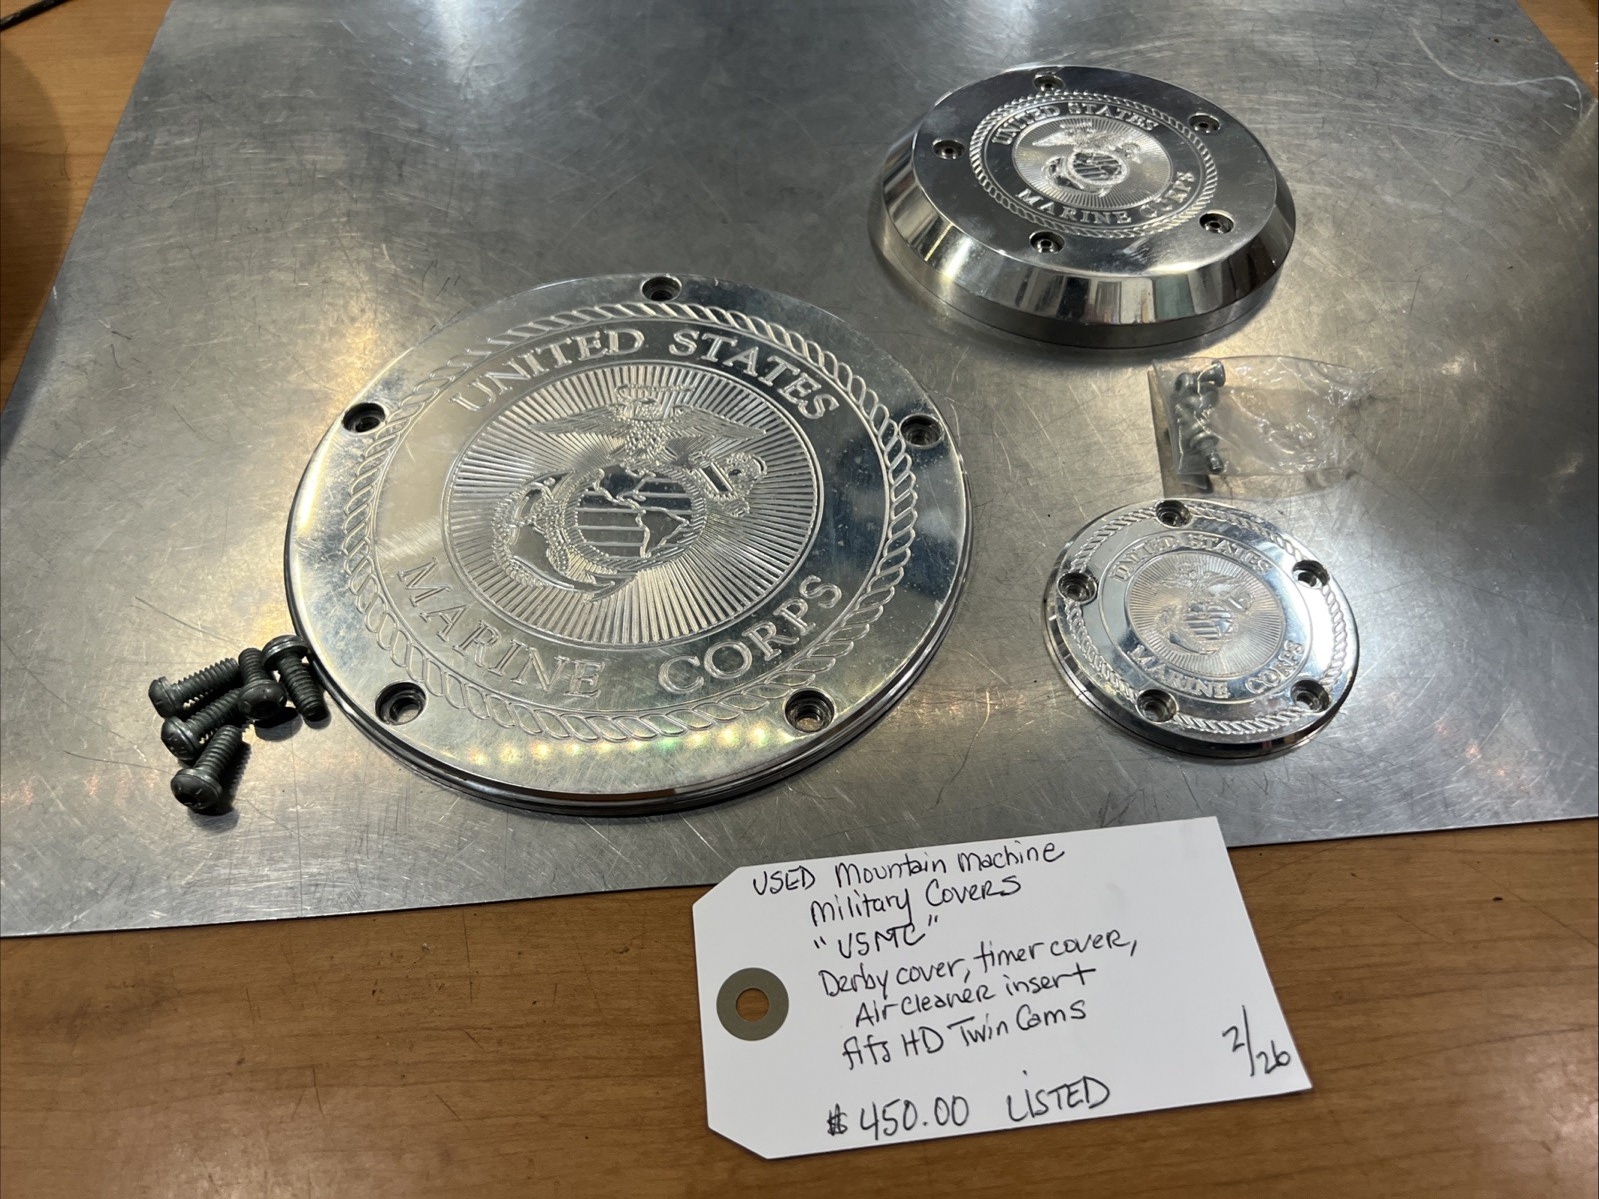 UNITED STATES
MARINE CORPS
UNITED STATES
MARINE CORPS
UNITED STATES
MARINE CORPS
USED Mountain Machine
Military Covers
"USMC"
Derby cover, timer cover,
Air cleaner insert
fits HD Twin Cams
2/26
$450.00 LISTED